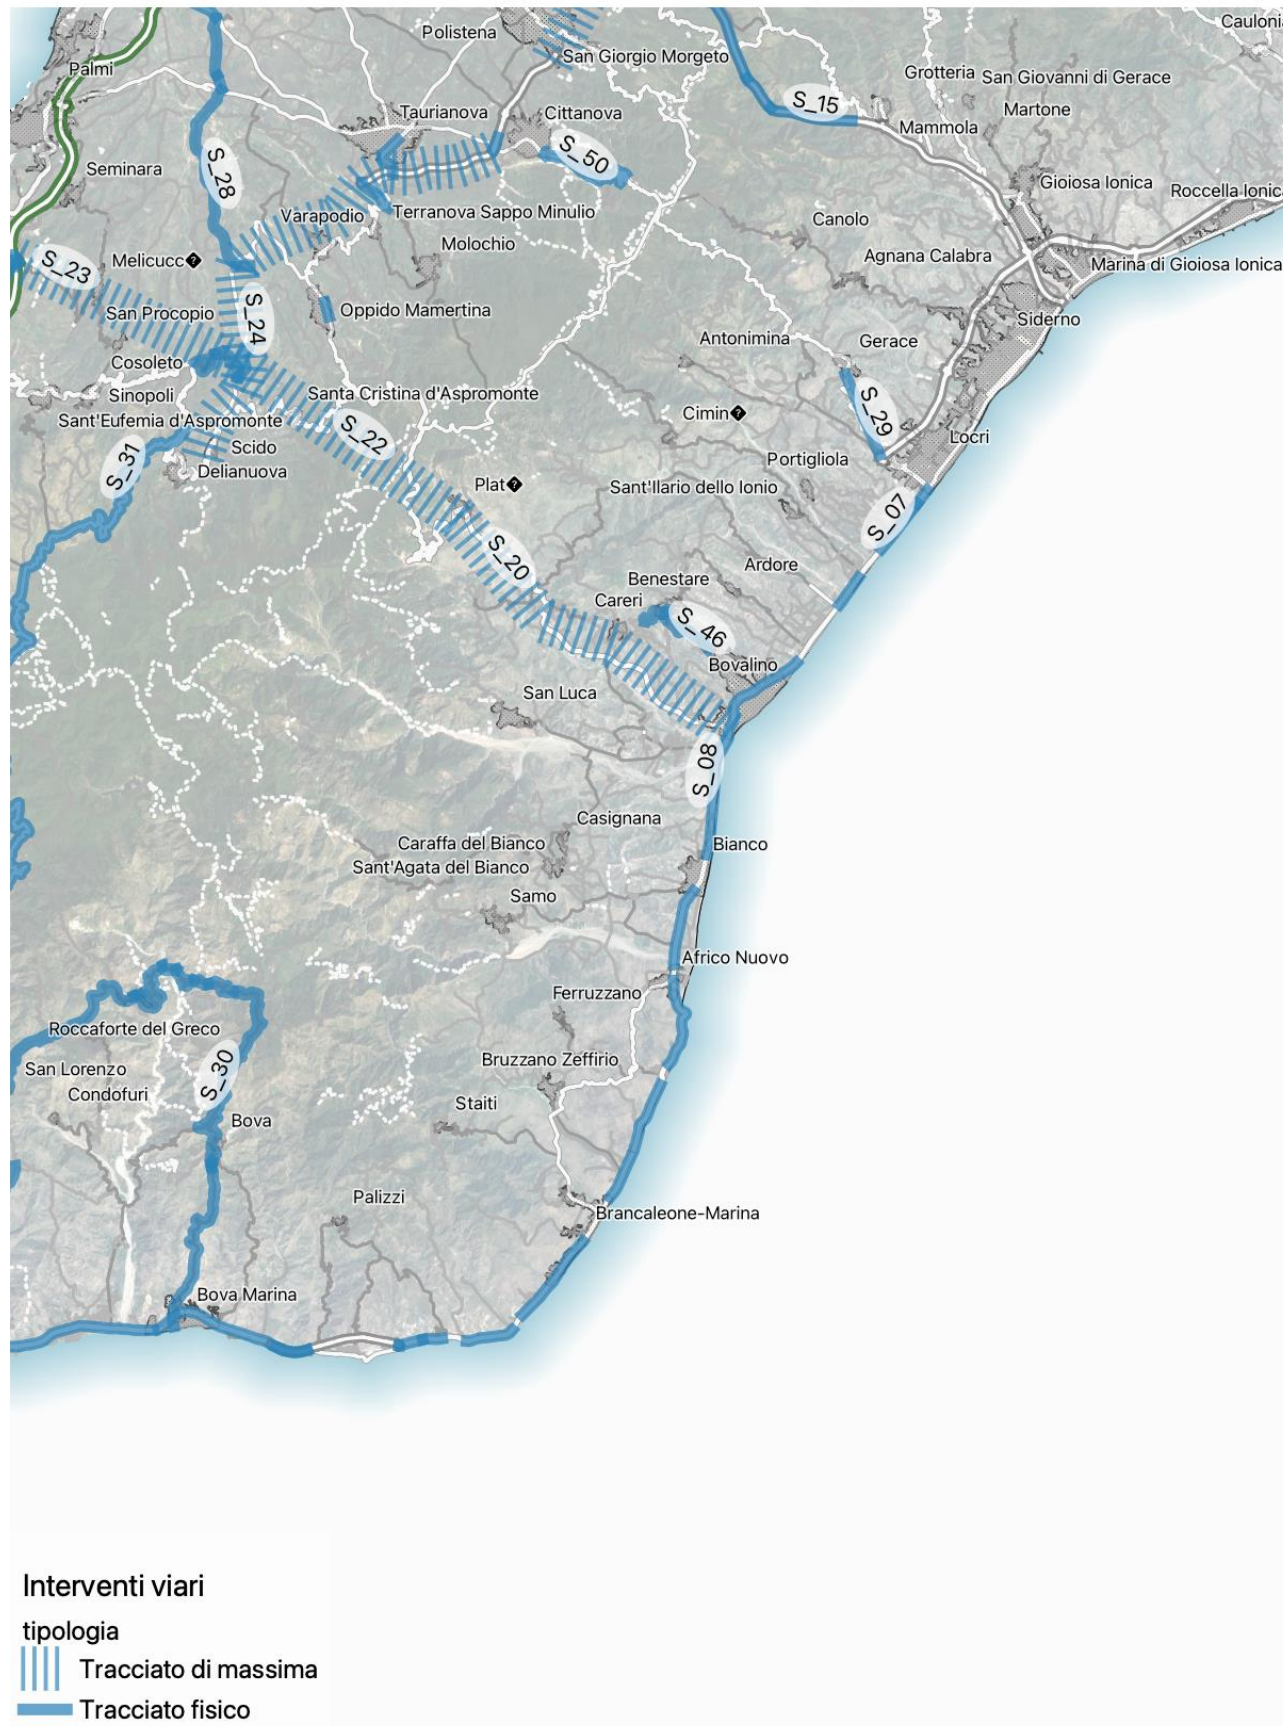 Caulonia
Polistena
San Giorgio Morgeto
Palmi
Grotteria
San Giovanni di Gerace
S_15
Martone
Taurianova
Cittanova
Mammola
S_50
Seminara
S_28
Gioiosa Ionica
Roccella Ionica
Varapodio
Terranova Sappo Minulio
Canolo
Molochio
Melicucc�
S_23
Agnana Calabra
Marina di Gioiosa Ionica
San Procopio
S_24
Oppido Mamertina
Siderno
Antonimina
Gerace
Cosoleto
Sinopoli
Santa Cristina d'Aspromonte
Cimin�
S_29
Sant'Eufemia d'Aspromonte
S_22
Locri
Scido
S_31
Delianuova
Portigliola
Plat�
Sant'Ilario dello Ionio
S_07
S_20
Ardore
Benestare
Careri
S_46
Bovalino
San Luca
S_08
Casignana
Caraffa del Bianco
Bianco
Sant'Agata del Bianco
Samo
Africo Nuovo
Ferruzzano
Roccaforte del Greco
Bruzzano Zeffirio
San Lorenzo
S_30
Condofuri
Staiti
Bova
Palizzi
Brancaleone-Marina
Bova Marina
Interventi viari
tipologia
Tracciato di massima
Tracciato fisico